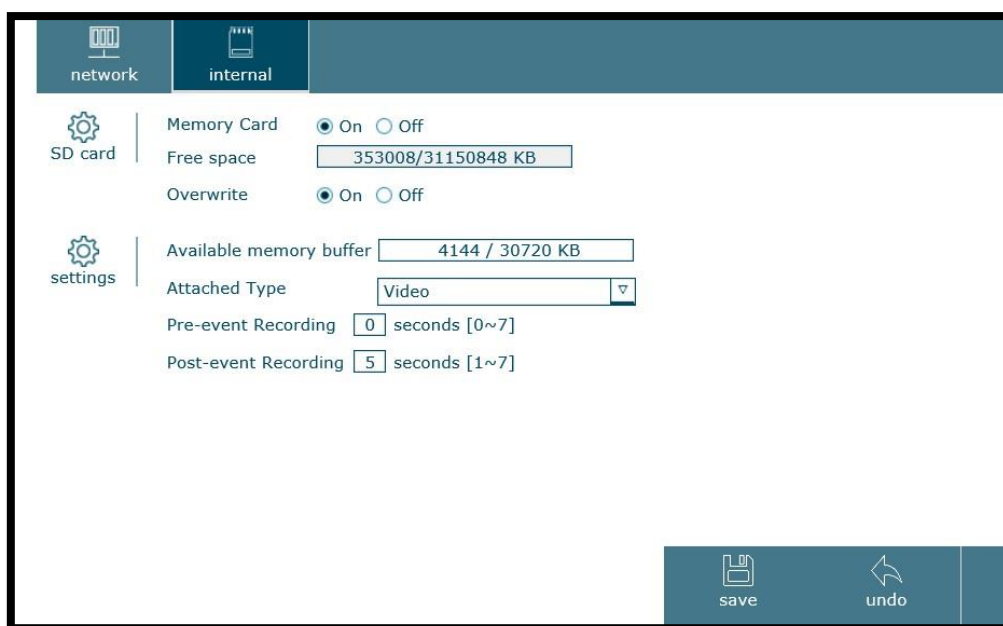 network internal
SD card
Memory Card On Off
Free space 353008/31150848 KB
Overwrite On Off
settings
Available memory buffer 4144 / 30720 KB
Attached Type Video
Pre-event Recording 0 seconds [0~7]
Post-event Recording 5 seconds [1~7]
save undo